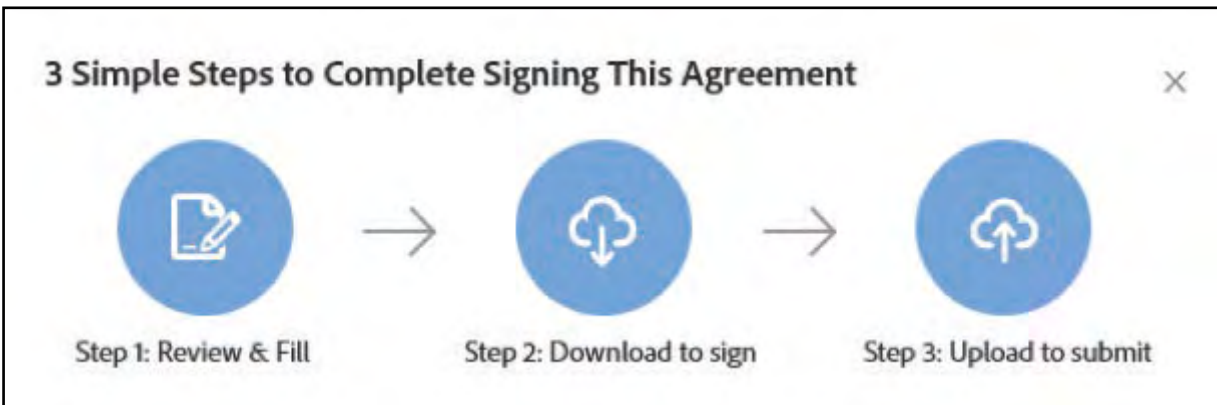 3 Simple Steps to Complete Signing This Agreement
Step 1: Review & Fill
Step 2: Download to sign
Step 3: Upload to submit